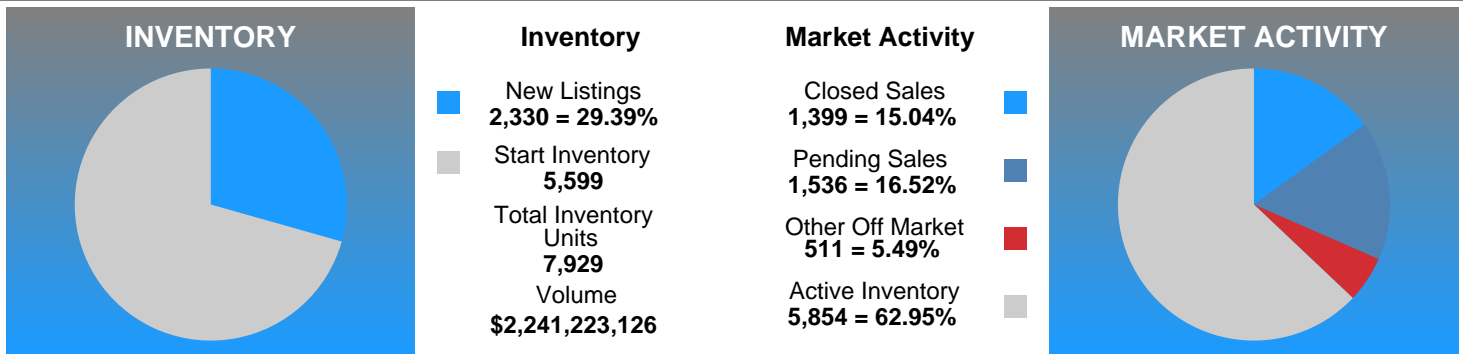 INVENTORY
Inventory
New Listings
2,330 = 29.39%
Start Inventory
5,599
Total Inventory
Units
7,929
Volume
$2,241,223,126
Market Activity
Closed Sales
1,399 = 15.04%
Pending Sales
1,536 = 16.52%
Other Off Market
511 = 5.49%
Active Inventory
5,854 = 62.95%
MARKET ACTIVITY